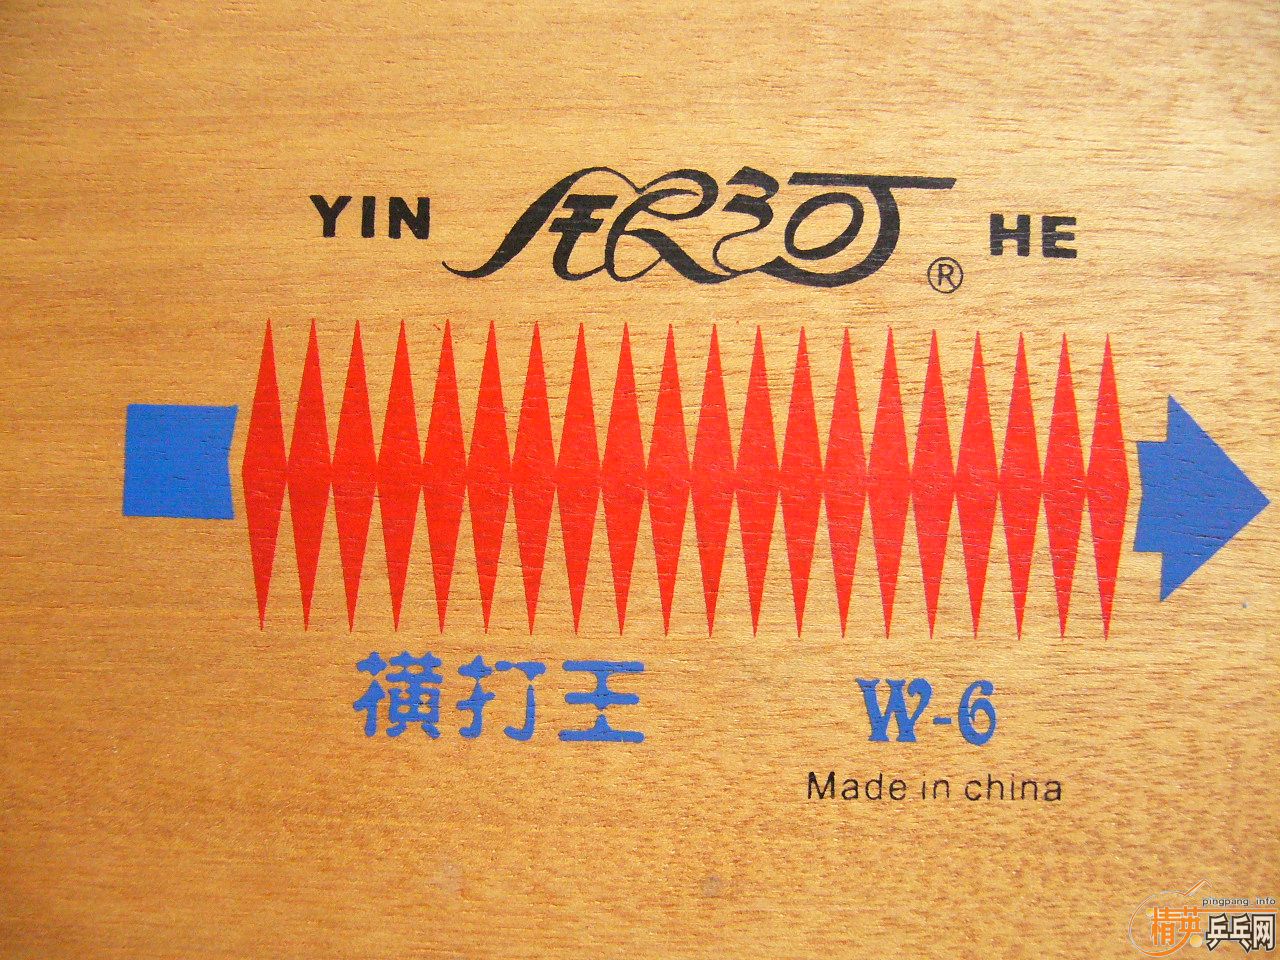 YIN 银河® HE
横打王 W-6
Made in china
pingpang.info
精英乒乓网